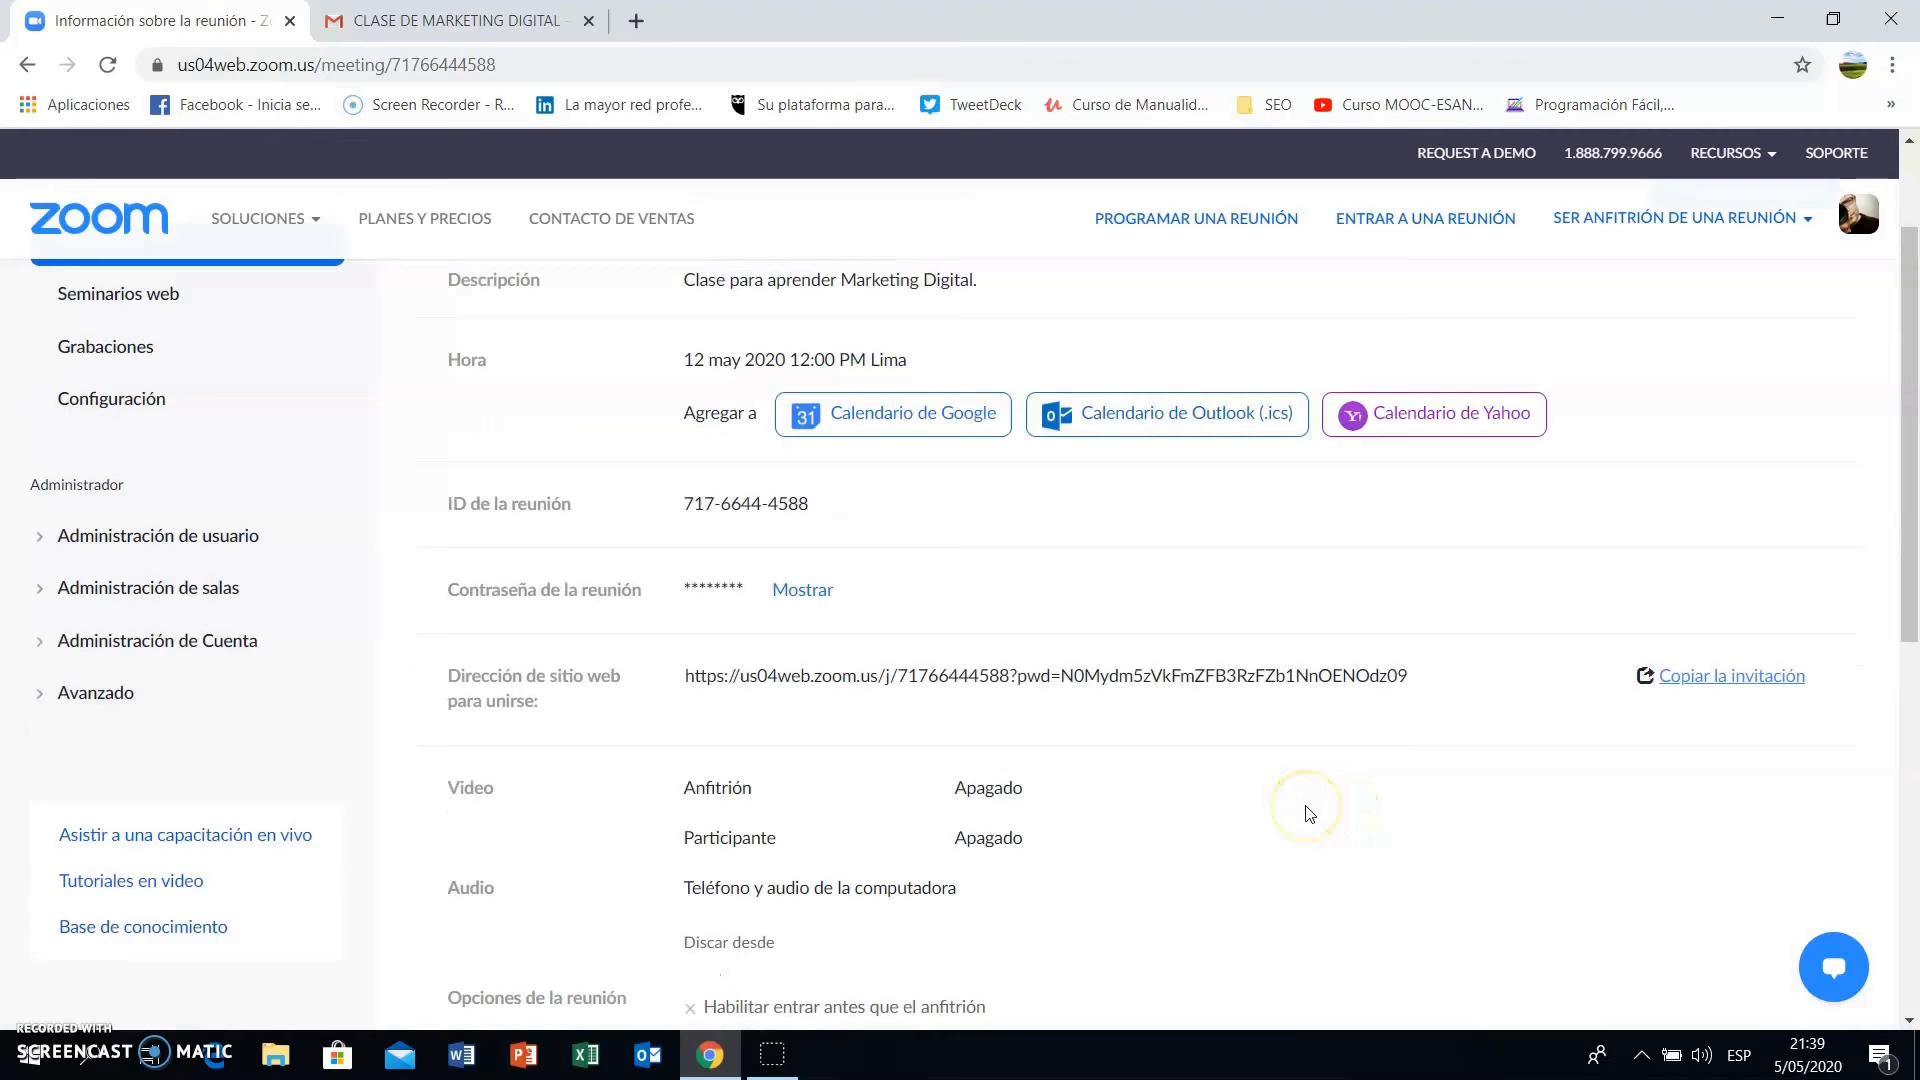 Información sobre la reunión - Z
CLASE DE MARKETING DIGITAL -
us04web.zoom.us/meeting/71766444588
Aplicaciones
Facebook - Inicia se...
Screen Recorder - R...
La mayor red profe...
Su plataforma para...
TweetDeck
Curso de Manualid...
SEO
Curso MOOC-ESAN...
Programación Fácil,...
»
REQUEST A DEMO
1.888.799.9666
RECURSOS
SOPORTE
zoom
SOLUCIONES
PLANES Y PRECIOS
CONTACTO DE VENTAS
PROGRAMAR UNA REUNIÓN
ENTRAR A UNA REUNIÓN
SER ANFITRIÓN DE UNA REUNIÓN
Seminarios web
Grabaciones
Configuración
Administrador
Administración de usuario
Administración de salas
Administración de Cuenta
Avanzado
Asistir a una capacitación en vivo
Tutoriales en video
Base de conocimiento
Descripción
Clase para aprender Marketing Digital.
Hora
12 may 2020 12:00 PM Lima
Agregar a
31 Calendario de Google
Calendario de Outlook (.ics)
Calendario de Yahoo
ID de la reunión
717-6644-4588
Contraseña de la reunión
******** Mostrar
Dirección de sitio web
para unirse:
https://us04web.zoom.us/j/71766444588?pwd=N0Mydm5zVkFmZFB3RzFZb1NnOENOdz09
Copiar la invitación
Video
Anfitrión Apagado
Participante Apagado
Audio
Teléfono y audio de la computadora
Discar desde
Opciones de la reunión
Habilitar entrar antes que el anfitrión
RECORDED WITH
SCREENCAST MATIC
ESP
21:39
5/05/2020
1